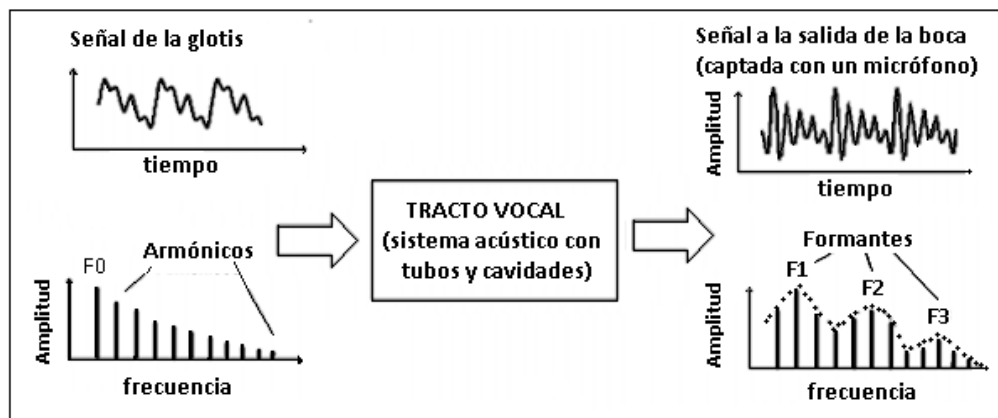 Señal de la glotis
tiempo
F0
Armónicos
Amplitud
frecuencia
TRACTO VOCAL
(sistema acústico con
tubos y cavidades)
Señal a la salida de la boca
(captada con un micrófono)
Amplitud
tiempo
Formantes
F1
F2
F3
Amplitud
frecuencia